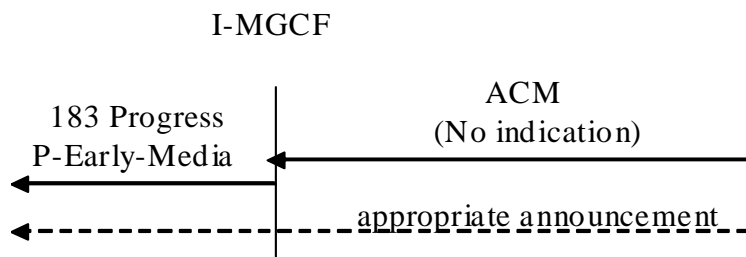 I-MGCF
183 Progress
P-Early-Media
ACM
(No indication)
appropriate announcement